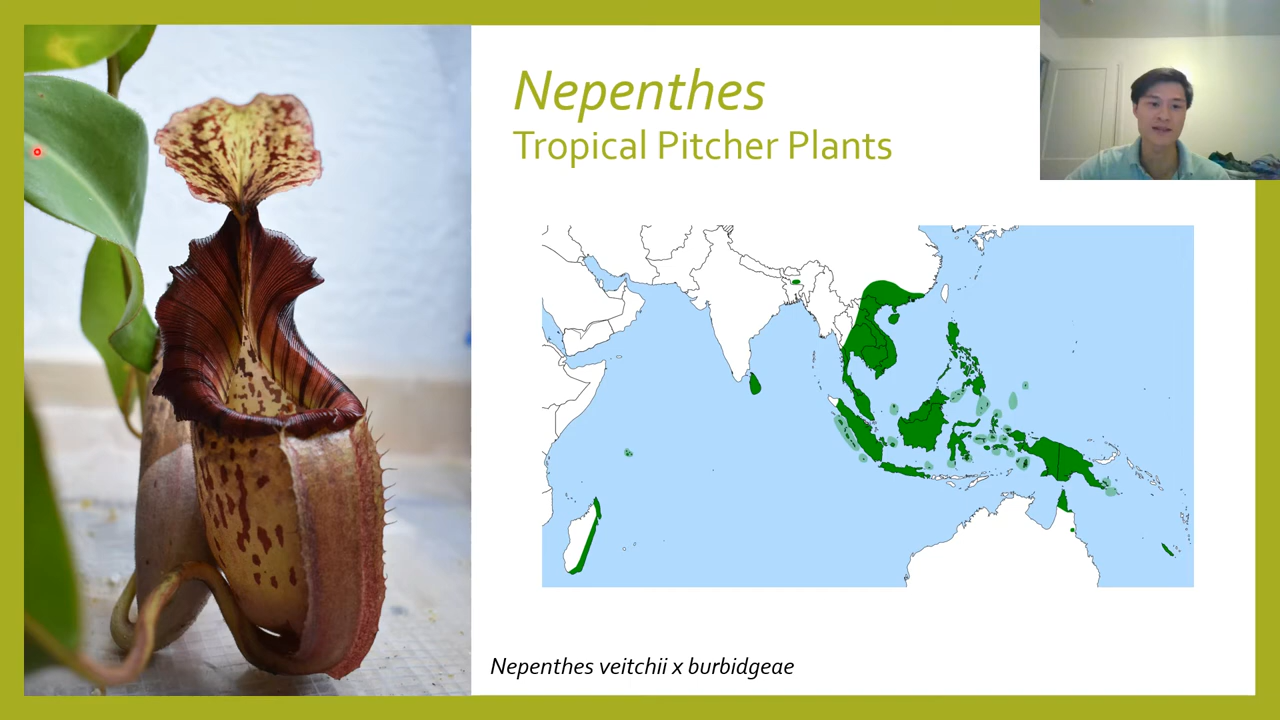 Nepenthes
Tropical Pitcher Plants
Nepenthes veitchii x burbidgeae